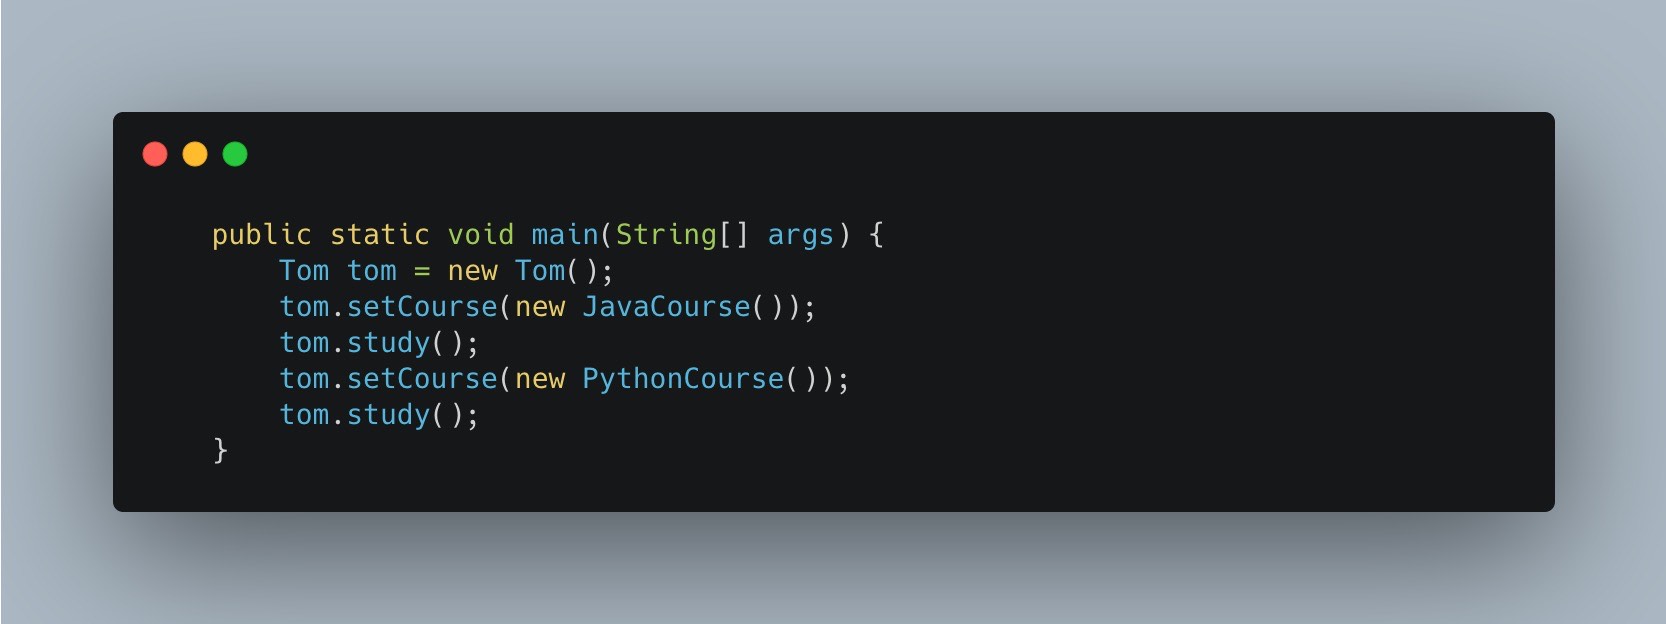 public static void main(String[] args) {
    Tom tom = new Tom();
    tom.setCourse(new JavaCourse());
    tom.study();
    tom.setCourse(new PythonCourse());
    tom.study();
}